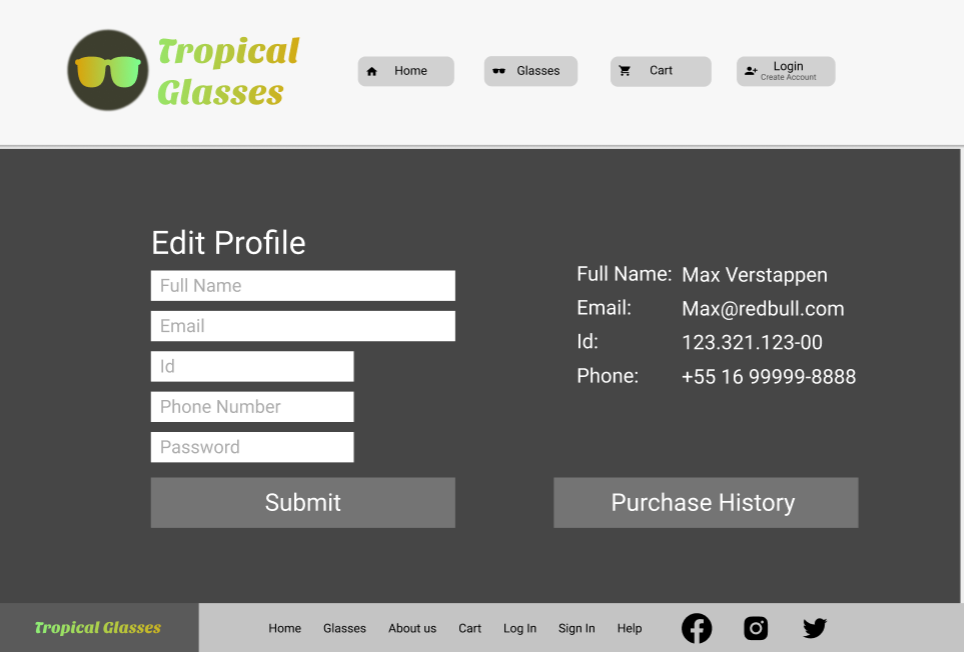 Tropical
Glasses
Home
Glasses
Cart
Login
Create Account
Edit Profile
Full Name
Email
Id
Phone Number
Password
Submit
Full Name: Max Verstappen
Email: Max@redbull.com
Id: 123.321.123-00
Phone: +55 16 99999-8888
Purchase History
Tropical Glasses
Home Glasses About us Cart Log In Sign In Help